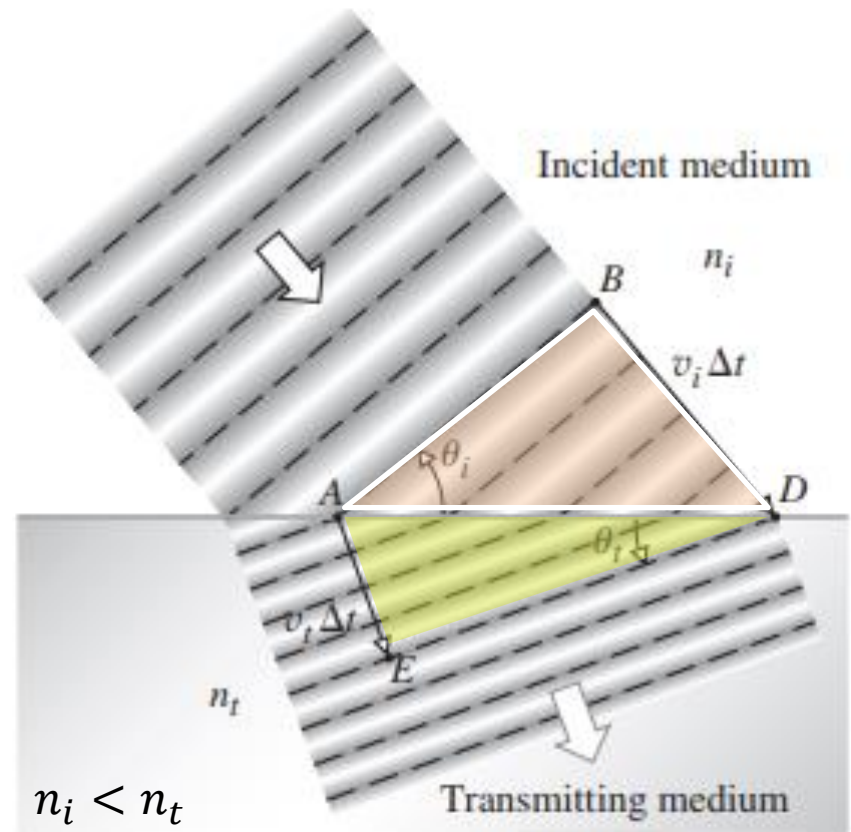 Incident medium
n_i
B
v_i Δt
θ_i
A
D
θ_t
v_t Δt
E
n_t
n_i < n_t
Transmitting medium